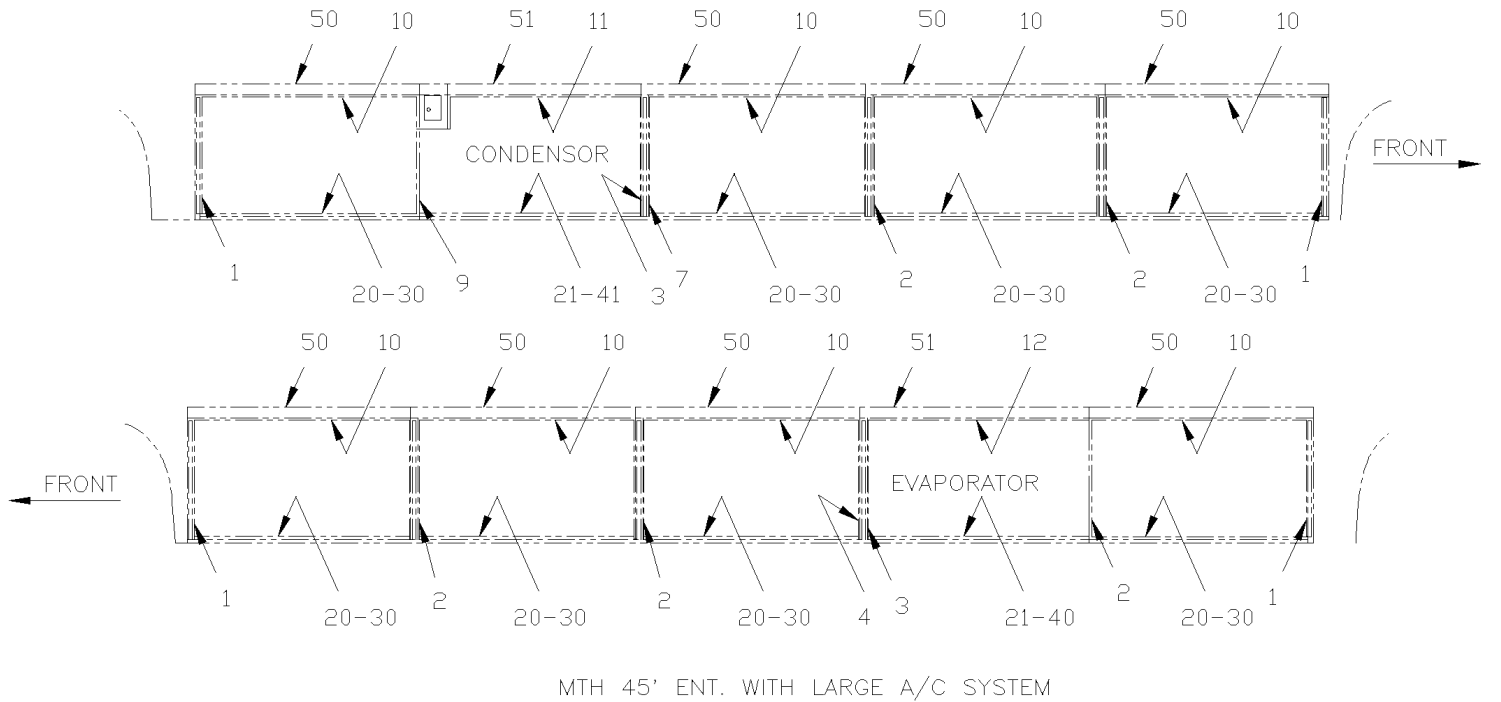 50 10 51 11 50 10 50 10 50 10
CONDENSOR
FRONT
1 20-30 9 21-41 3 7 20-30 2 20-30 2 20-30 1
50 10 50 10 50 10 51 12 50 10
FRONT
EVAPORATOR
1 20-30 2 20-30 2 20-30 4 3 21-40 2 20-30 1
MTH 45' ENT. WITH LARGE A/C SYSTEM